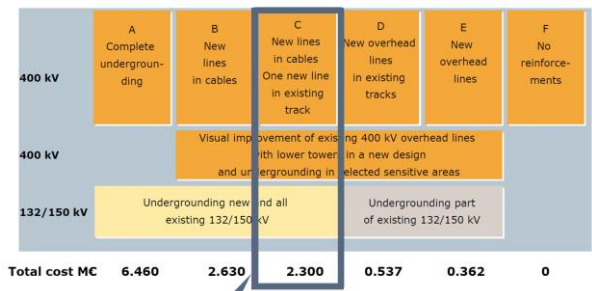 A
Complete
undergroun-
ding
B
New
lines
in cables
C
New lines
in cables
One new line
in existing
track
D
New overhead
lines
in existing
tracks
E
New
overhead
lines
F
No
reinforce-
ments
400 kV
400 kV
Visual improvement of existing 400 kV overhead lines
with lower towers in a new design
and undergrounding in selected sensitive areas
132/150 kV
Undergrounding new and all
existing 132/150 kV
Undergrounding part
of existing 132/150 kV
Total cost M€ 6.460 2.630 2.300 0.537 0.362 0